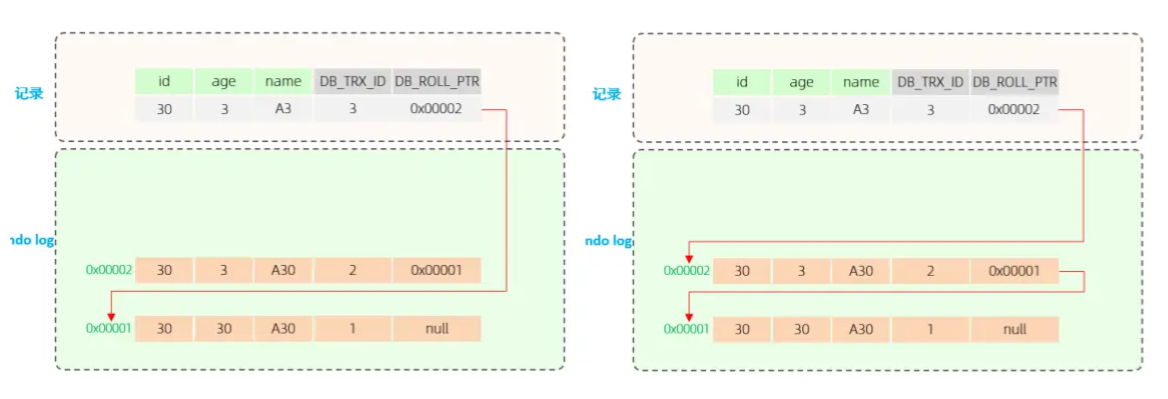 id age name DB_TRX_ID DB_ROLL_PTR
记录
30 3 A3 3 0x00002
ndo log
0x00002 30 3 A30 2 0x00001
0x00001 30 30 A30 1 null
id age name DB_TRX_ID DB_ROLL_PTR
记录
30 3 A3 3 0x00002
ndo log
0x00002 30 3 A30 2 0x00001
0x00001 30 30 A30 1 null